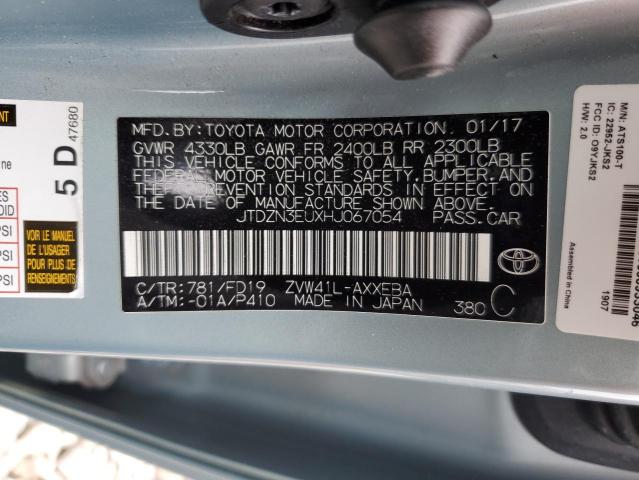 MFD. BY: TOYOTA MOTOR CORPORATION. 01/17
GVWR 4330LB GAWR FR 2400LB RR 2300LB
THIS VEHICLE CONFORMS TO ALL APPLICABLE
FEDERAL MOTOR VEHICLE SAFETY, BUMPER, AND
THEFT PREVENTION STANDARDS IN EFFECT ON
THE DATE OF MANUFACTURE SHOWN ABOVE.
JTDZN3EUXHJ067054 PASS. CAR
C/TR: 781/FD19 ZVW41L-AXXEBA
A/TM: -01A/P410 MADE IN JAPAN 380 C
TOYOTA
5 D
47680
VOIR LE MANUEL
DE L'USAGER
POUR PLUS DE
RENSEIGNEMENTS
PSI
PSI
M/N: ATS100-T
IC: 22952-JKS2
FCC ID: O9YJKS2
H/W: 2.0
Assembled in China
1907